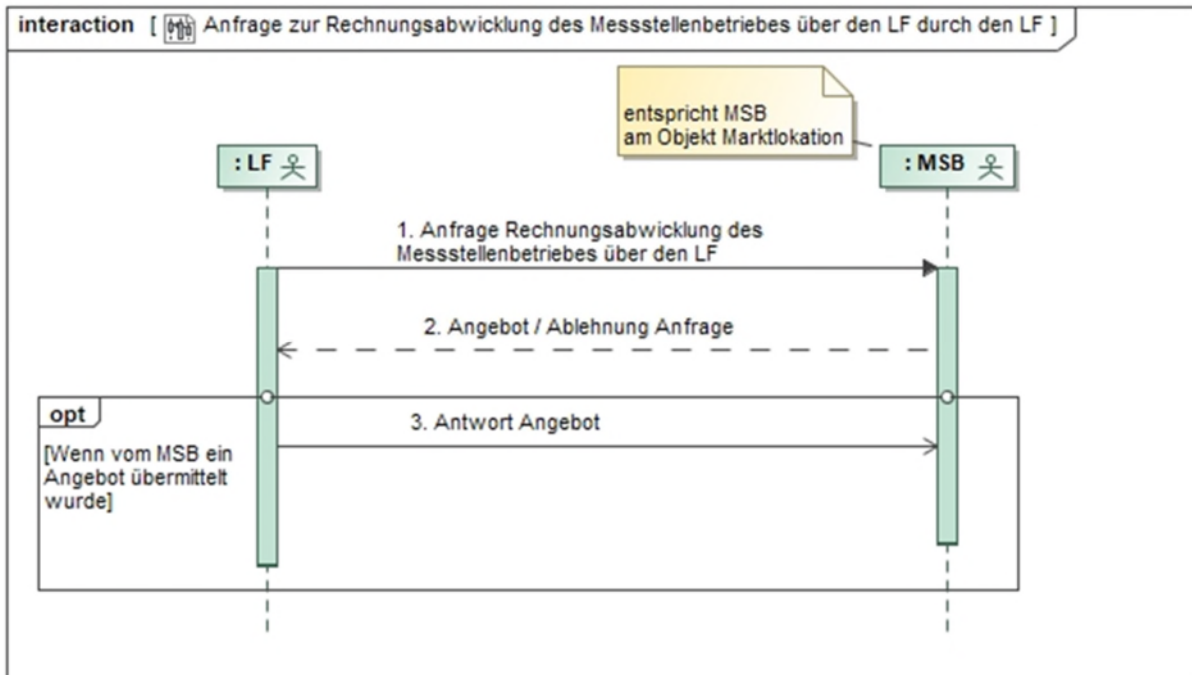 interaction [ Anfrage zur Rechnungsabwicklung des Messstellenbetriebes über den LF durch den LF ]
entspricht MSB
am Objekt Marktlokation
: LF
: MSB
1. Anfrage Rechnungsabwicklung des
Messstellenbetriebes über den LF
2. Angebot / Ablehnung Anfrage
opt
3. Antwort Angebot
[Wenn vom MSB ein
Angebot übermittelt
wurde]